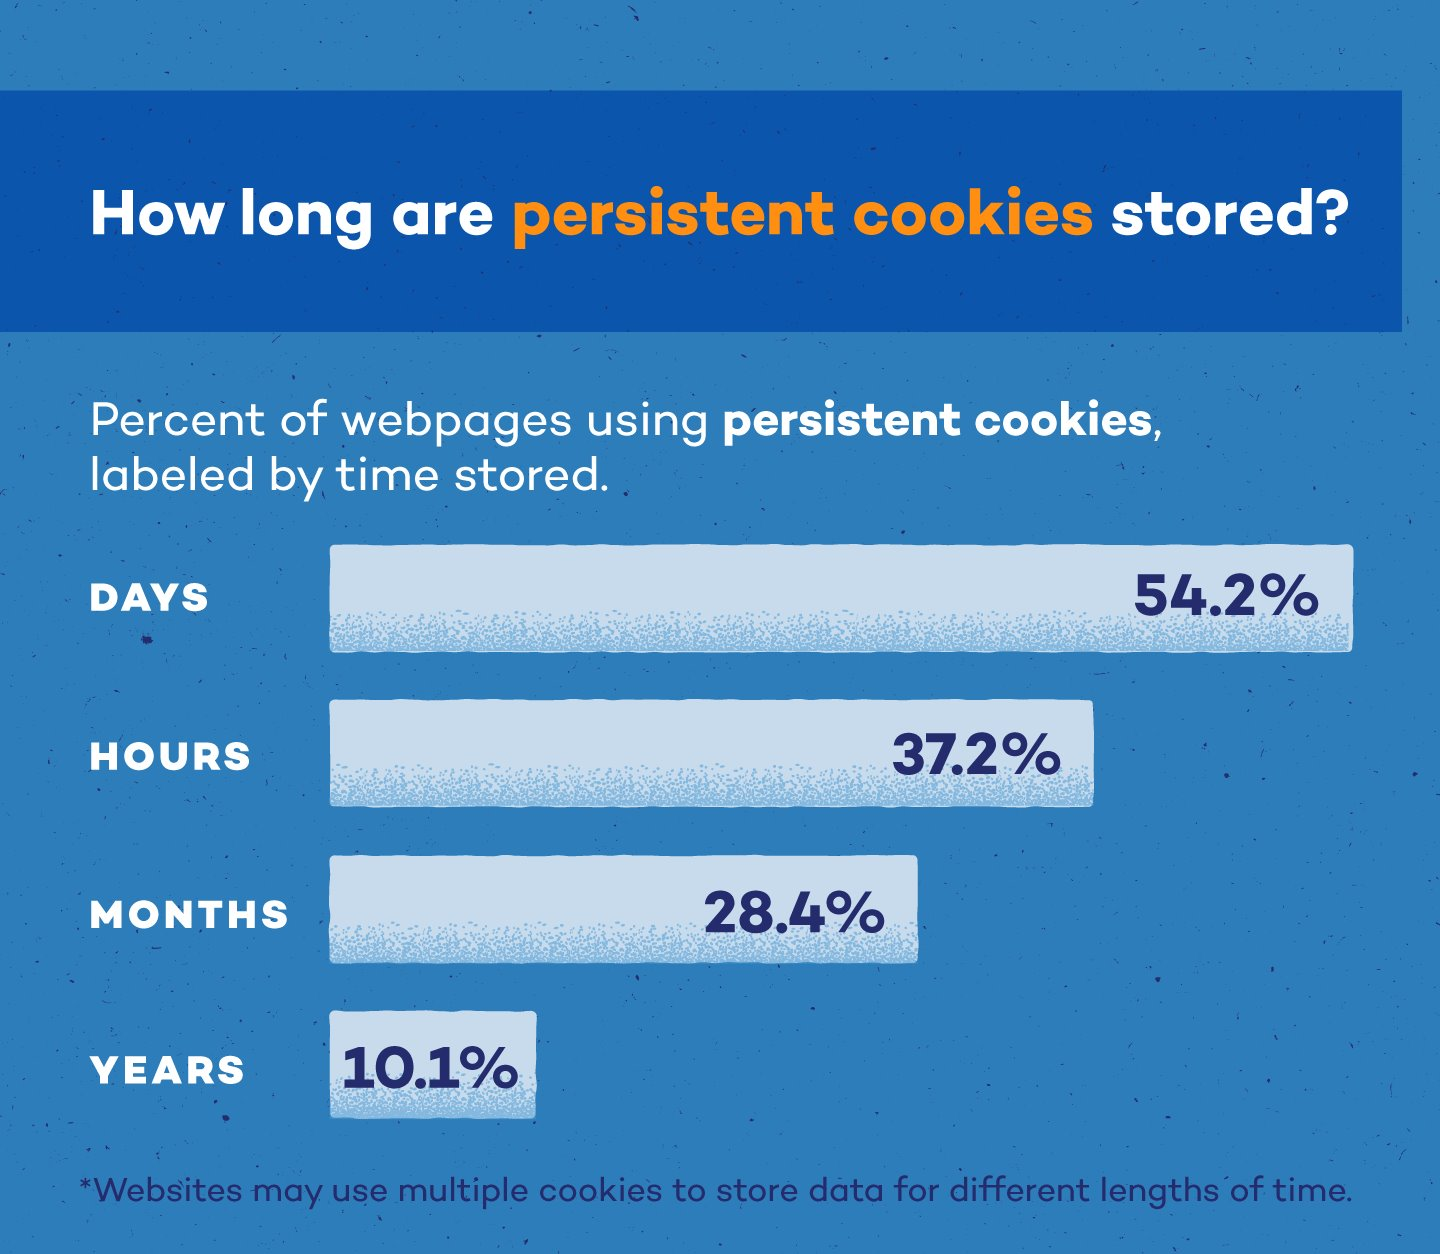 How long are persistent cookies stored?
Percent of webpages using persistent cookies,
labeled by time stored.
DAYS 54.2%
HOURS 37.2%
MONTHS 28.4%
YEARS 10.1%
*Websites may use multiple cookies to store data for different lengths of time.